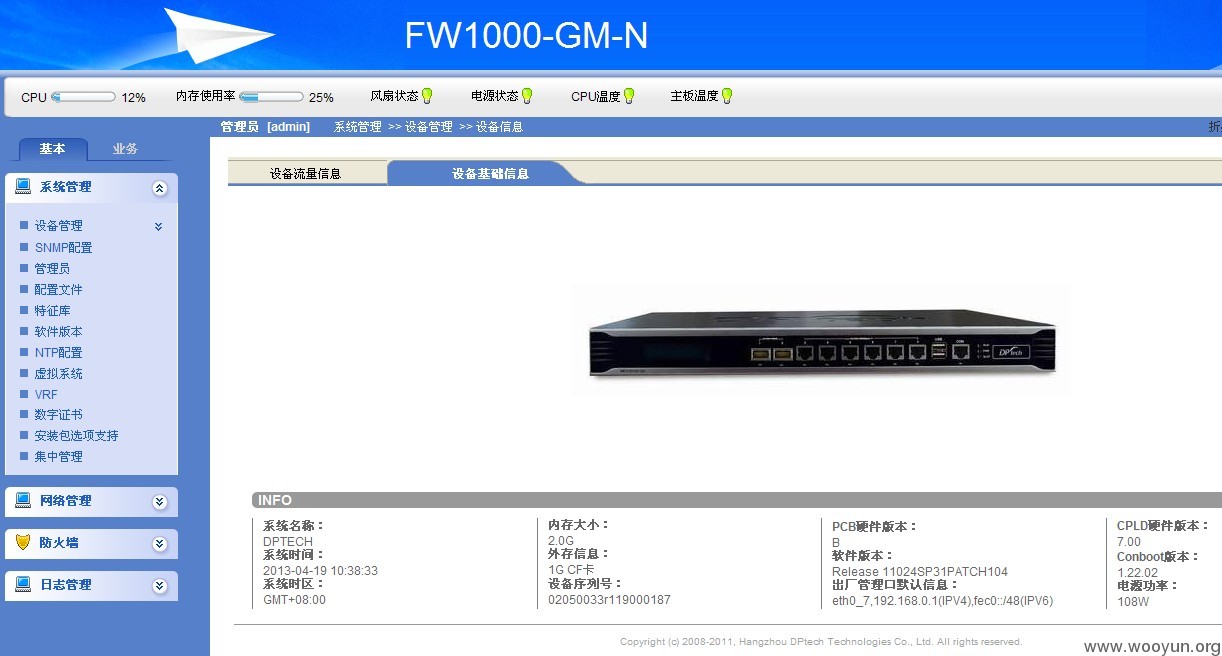 FW1000-GM-N
CPU 12% 内存使用率 25% 风扇状态 电源状态 CPU温度 主板温度
管理员 [admin] 系统管理 >> 设备管理 >> 设备信息
基本 业务
设备流量信息 设备基础信息
系统管理
设备管理
SNMP配置
管理员
配置文件
特征库
软件版本
NTP配置
虚拟系统
VRF
数字证书
安装包选项支持
集中管理
网络管理
防火墙
日志管理
DPtech
INFO
系统名称：
DPTECH
系统时间：
2013-04-19 10:38:33
系统时区：
GMT+08:00
内存大小：
2.0G
外存信息：
1G CF卡
设备序列号：
02050033r119000187
PCB硬件版本：
B
软件版本：
Release 11024SP31PATCH104
出厂管理口默认信息：
eth0_7,192.168.0.1(IPV4),fec0::/48(IPV6)
CPLD硬件版本：
7.00
Conboot版本：
1.22.02
电源功率：
108W
Copyright (c) 2008-2011, Hangzhou DPtech Technologies Co., Ltd. All rights reserved.
www.wooyun.org